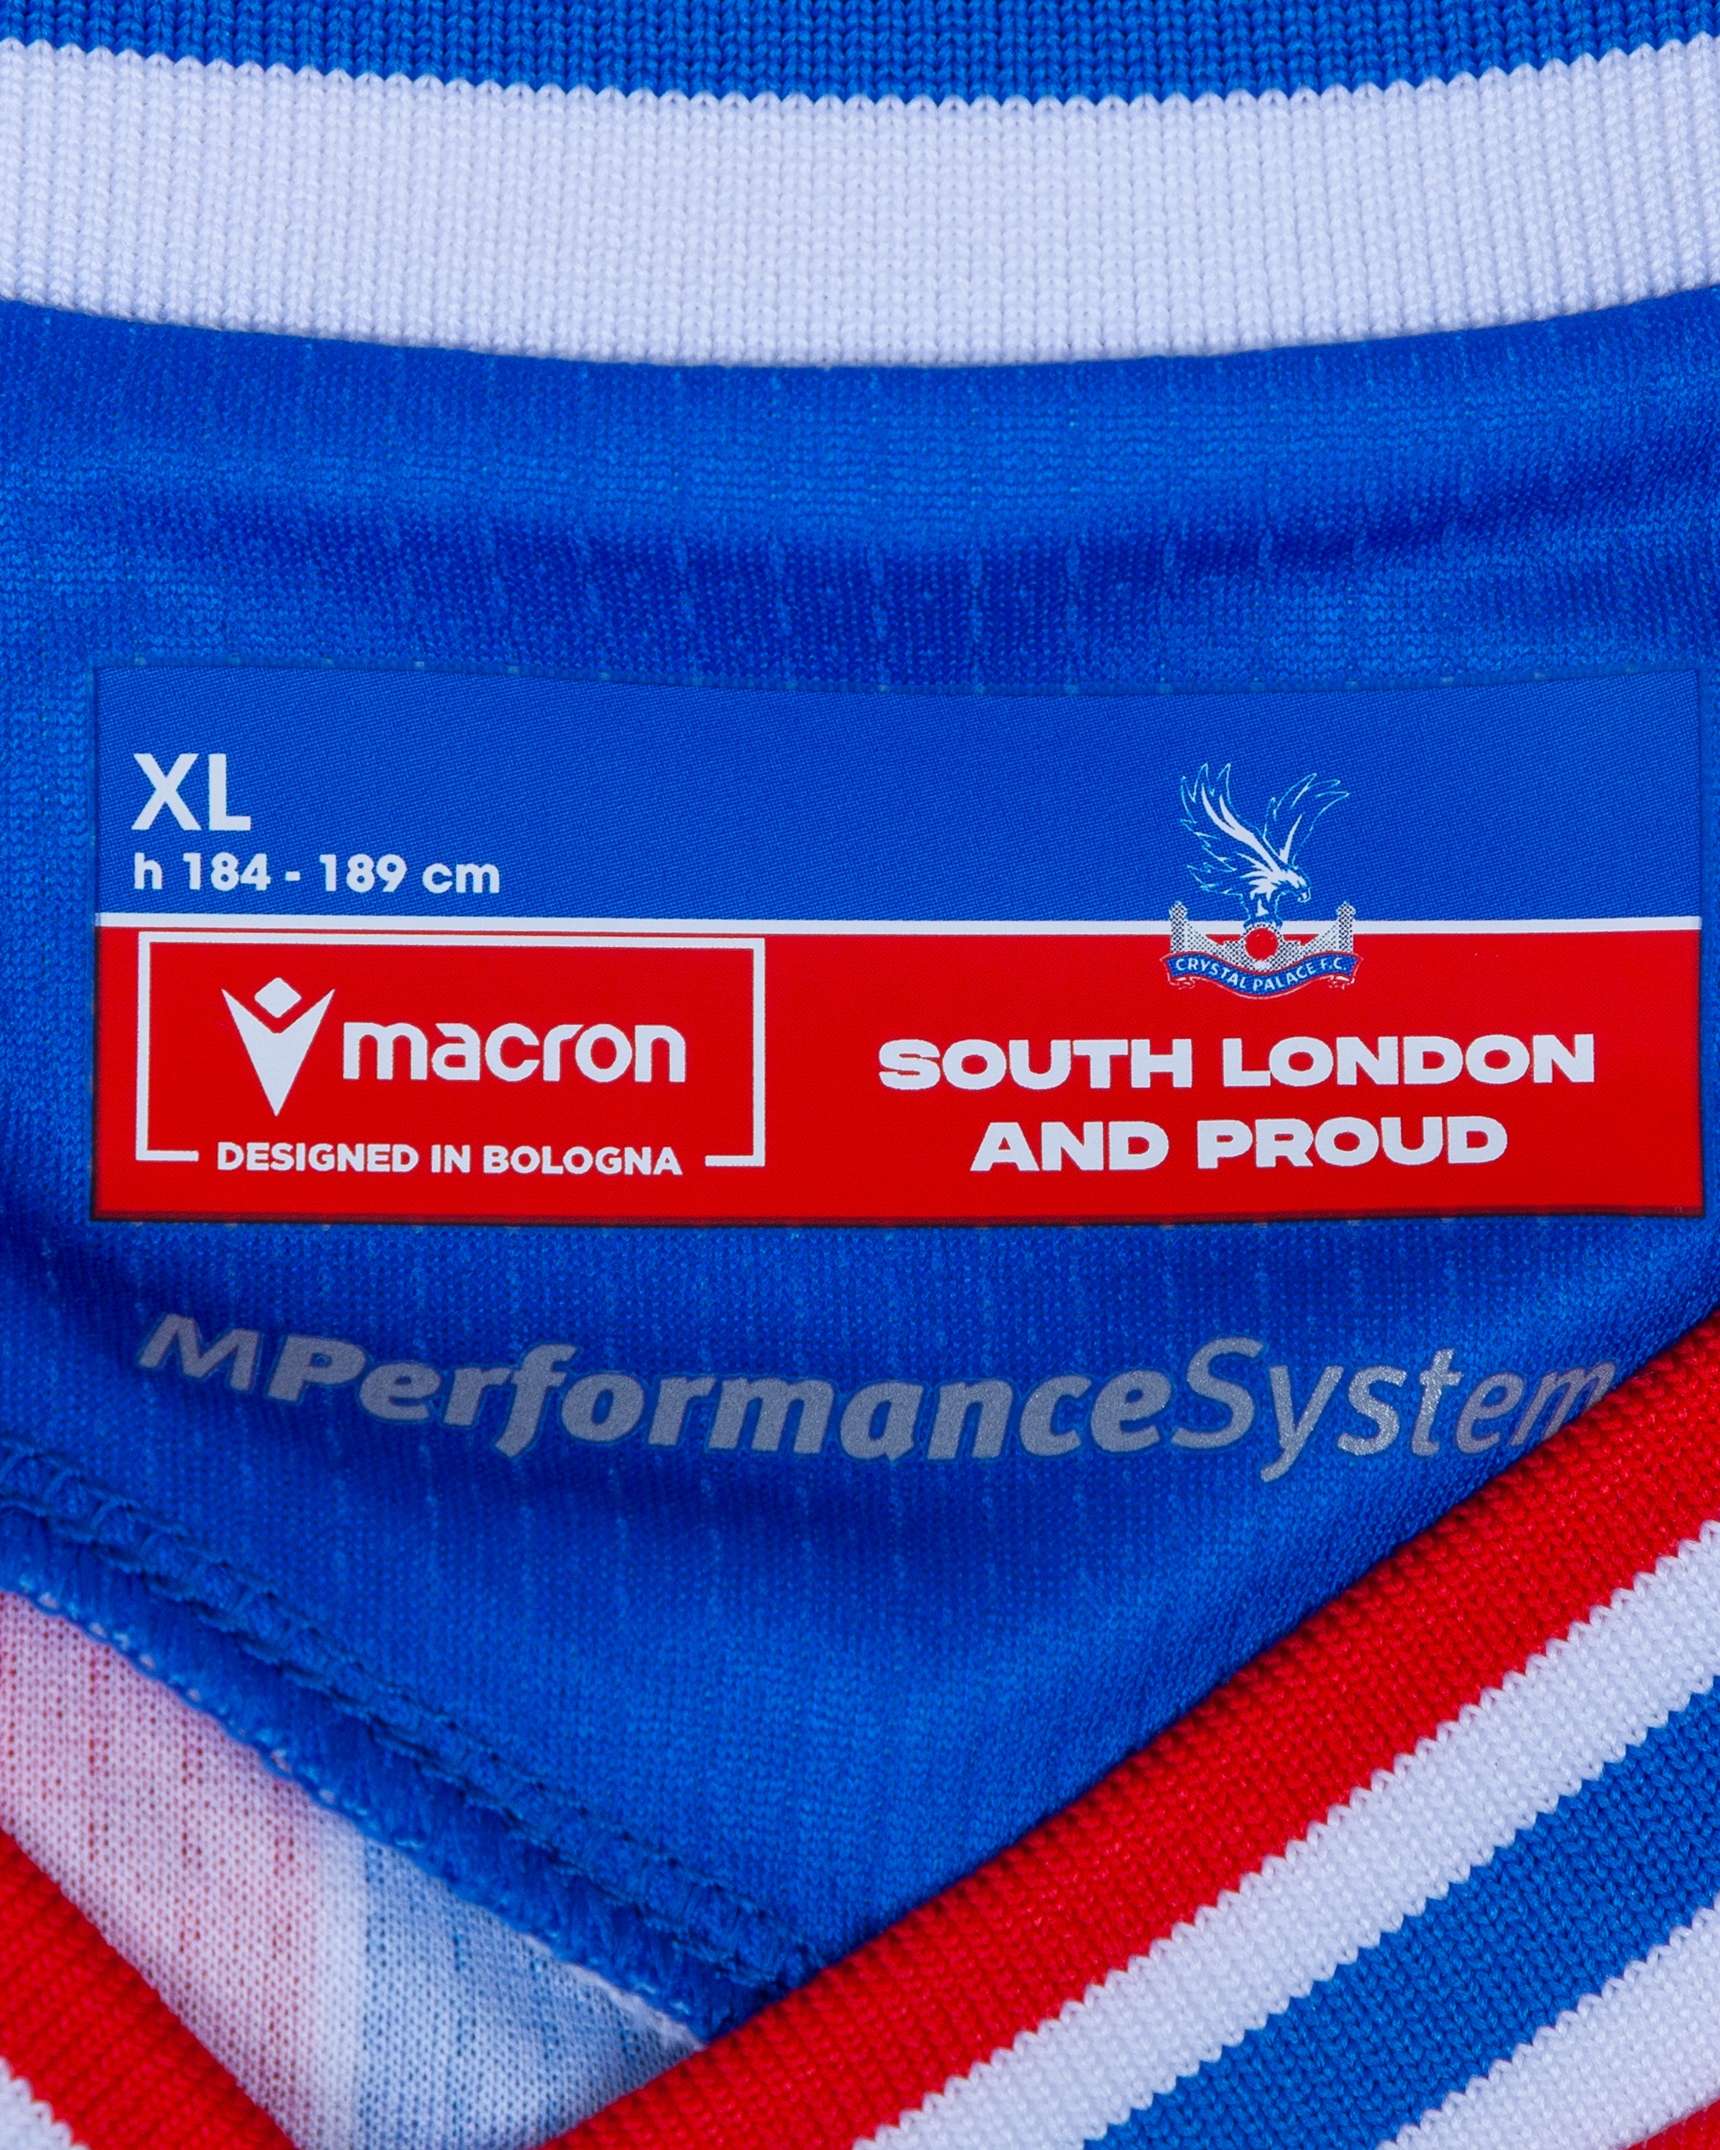 XL
h 184 - 189 cm
CRYSTAL PALACE F.C.
macron
DESIGNED IN BOLOGNA
SOUTH LONDON
AND PROUD
MPerformanceSystem